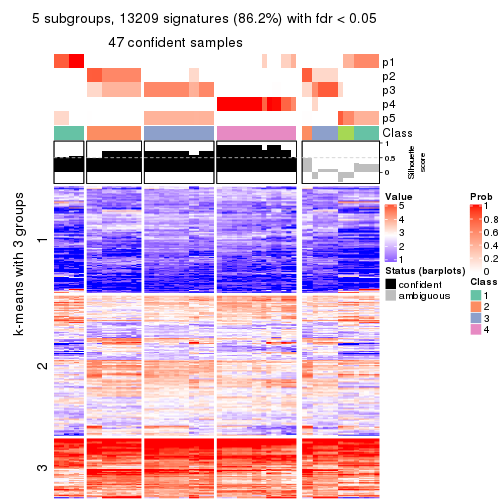 5 subgroups, 13209 signatures (86.2%) with fdr < 0.05
47 confident samples
p1
p2
p3
p4
p5
Class
1
0.5
0
Silhouette
score
k-means with 3 groups
1
2
3
Value
5
4
3
2
1
Status (barplots)
confident
ambiguous
Prob
1
0.8
0.6
0.4
0.2
0
Class
1
2
3
4